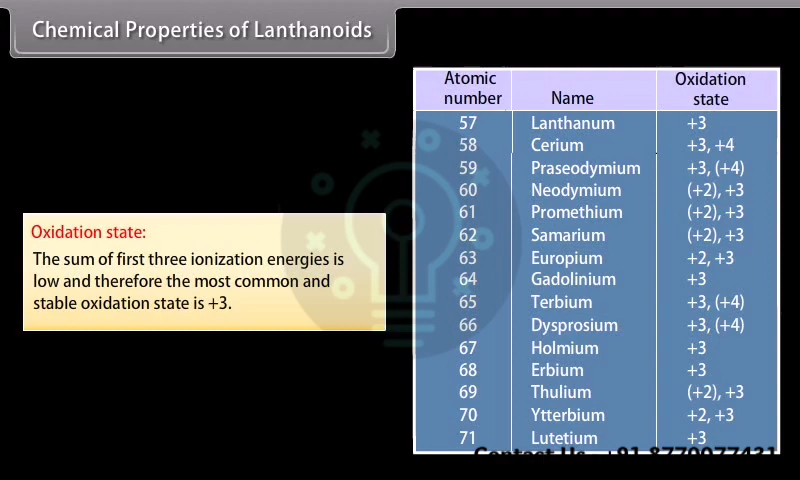 Chemical Properties of Lanthanoids
Atomic number Name Oxidation state
57 Lanthanum +3
58 Cerium +3, +4
59 Praseodymium +3, (+4)
60 Neodymium (+2), +3
61 Promethium (+2), +3
62 Samarium (+2), +3
63 Europium +2, +3
64 Gadolinium +3
65 Terbium +3, (+4)
66 Dysprosium +3, (+4)
67 Holmium +3
68 Erbium +3
69 Thulium (+2), +3
70 Ytterbium +2, +3
71 Lutetium +3
Oxidation state:
The sum of first three ionization energies is
low and therefore the most common and
stable oxidation state is +3.
Contact Us